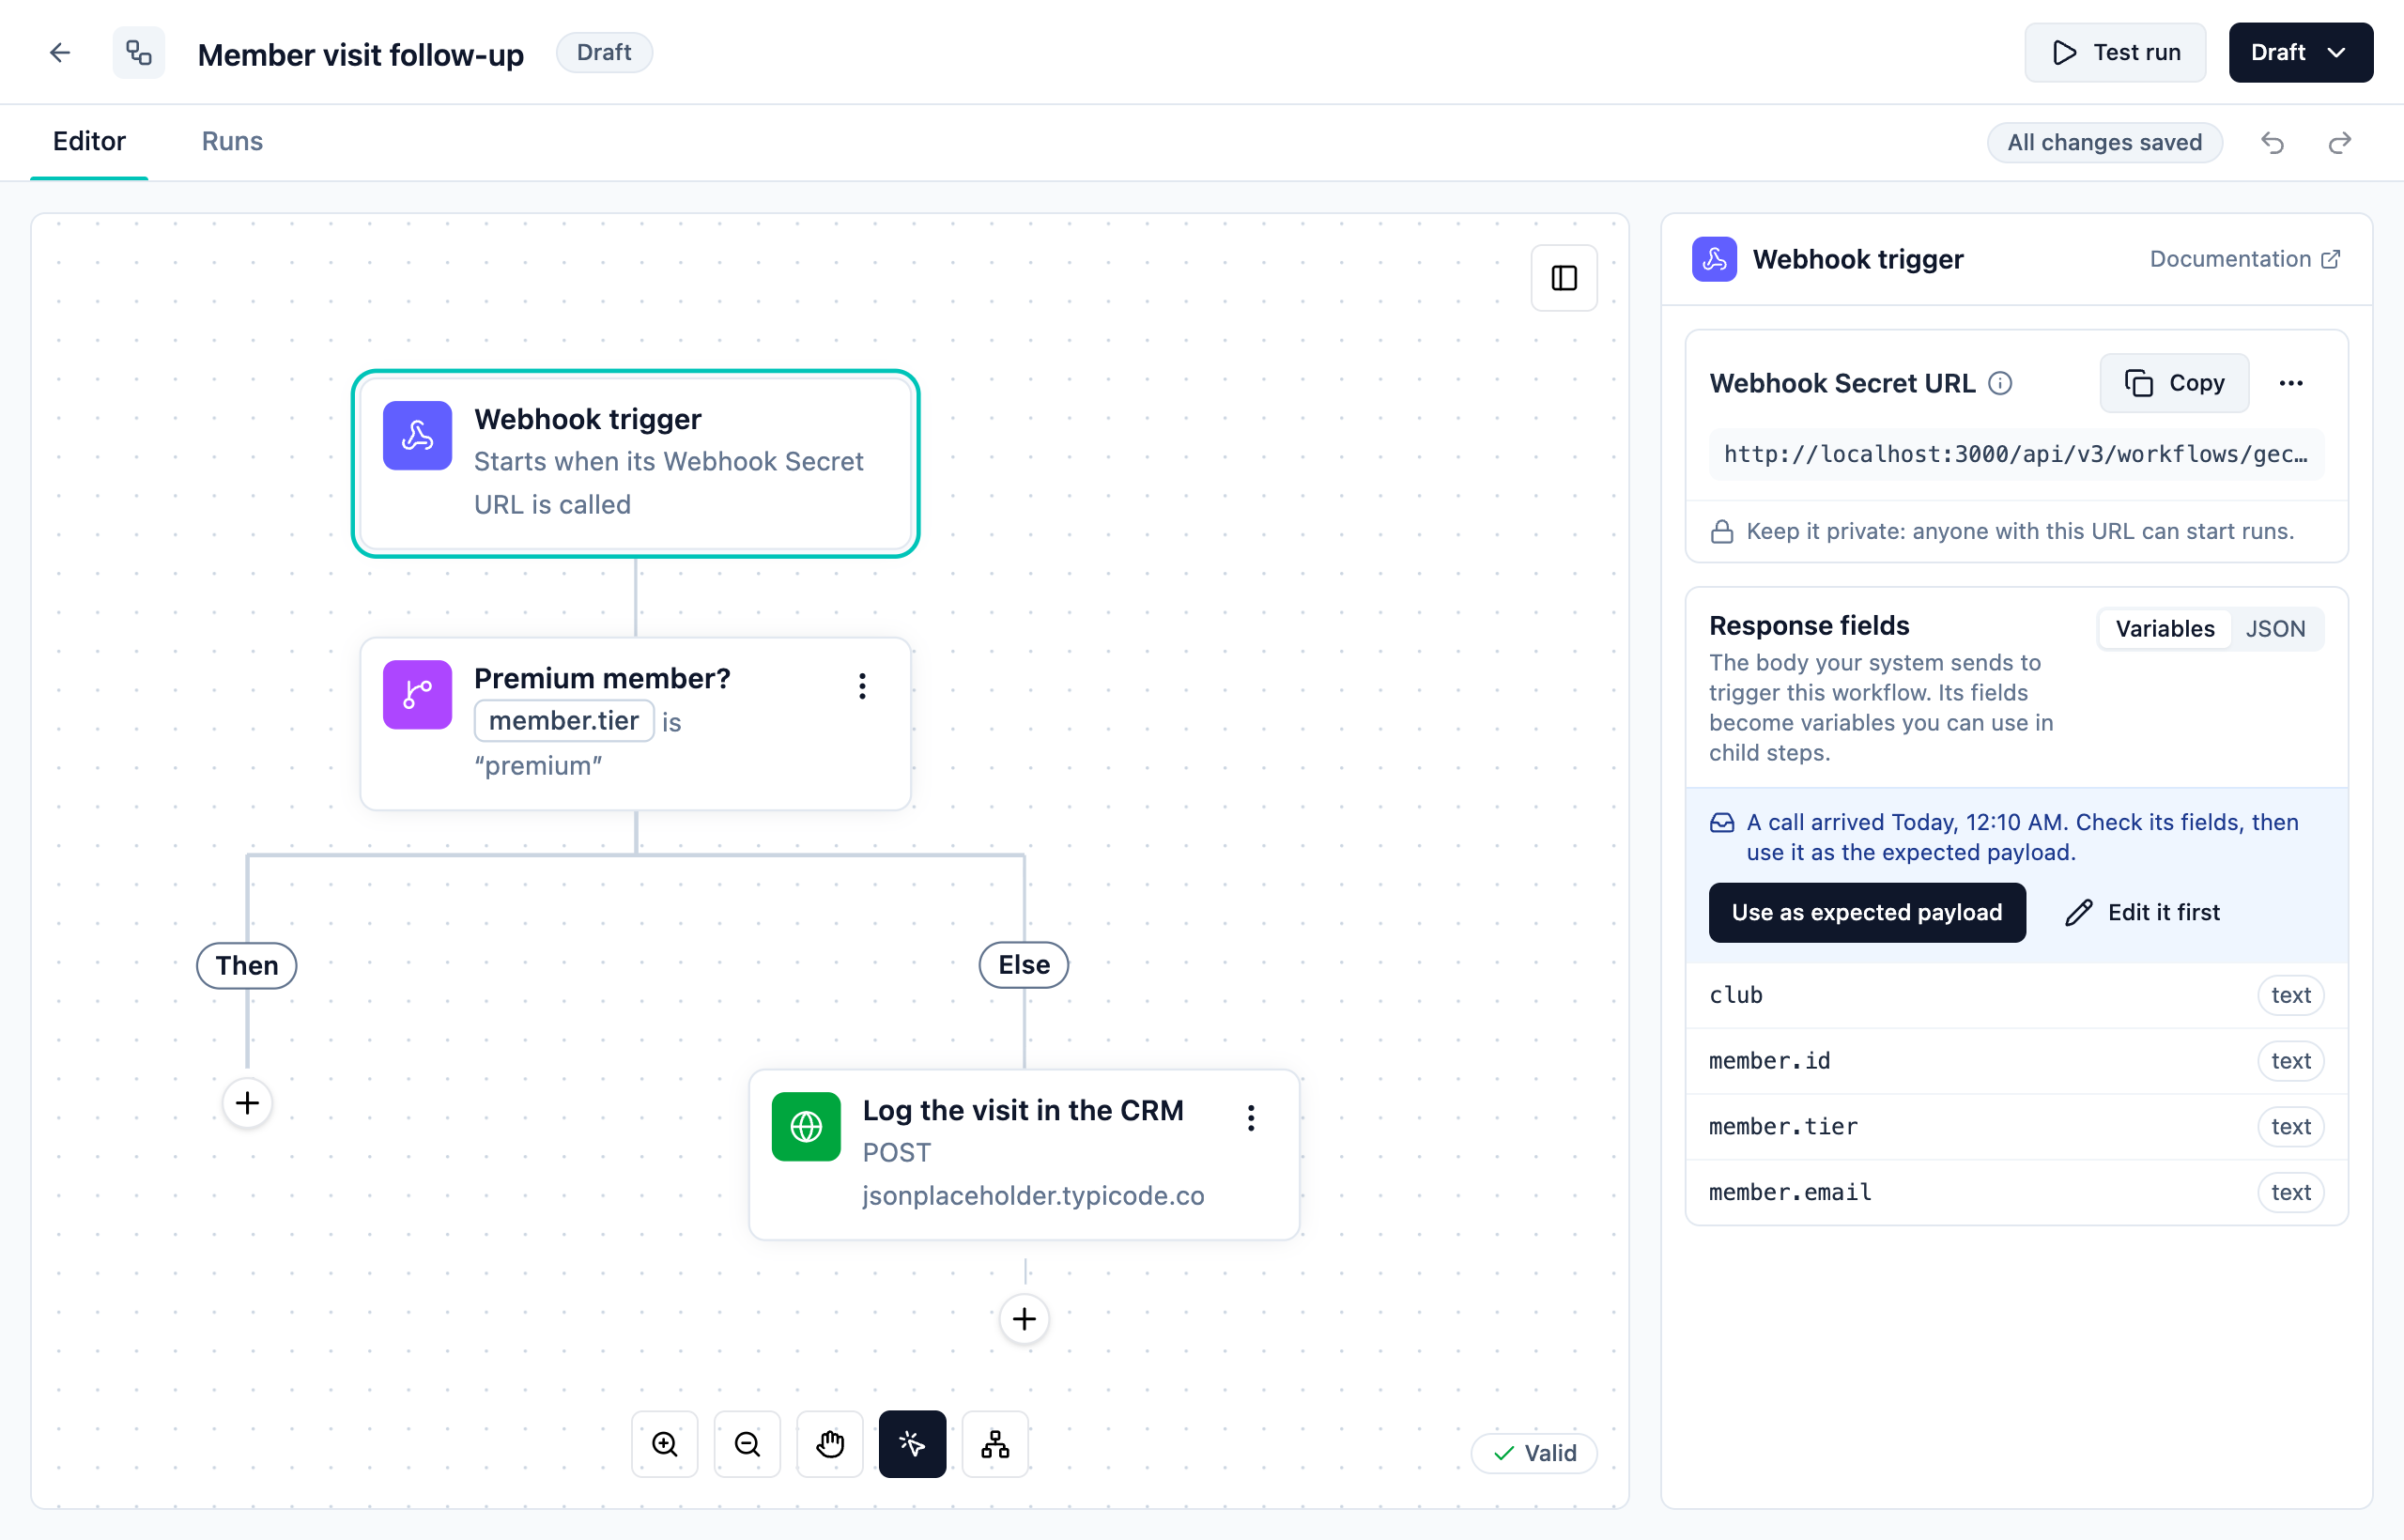 Member visit follow-up
Draft
Test run
Draft
Editor
Runs
All changes saved
Webhook trigger
Starts when its Webhook Secret
URL is called
Premium member?
member.tier is
“premium”
Then
Else
Log the visit in the CRM
POST
jsonplaceholder.typicode.co
Valid
Webhook trigger
Documentation
Webhook Secret URL
Copy
http://localhost:3000/api/v3/workflows/gec…
Keep it private: anyone with this URL can start runs.
Response fields
Variables
JSON
The body your system sends to
trigger this workflow. Its fields
become variables you can use in
child steps.
A call arrived Today, 12:10 AM. Check its fields, then
use it as the expected payload.
Use as expected payload
Edit it first
club
text
member.id
text
member.tier
text
member.email
text